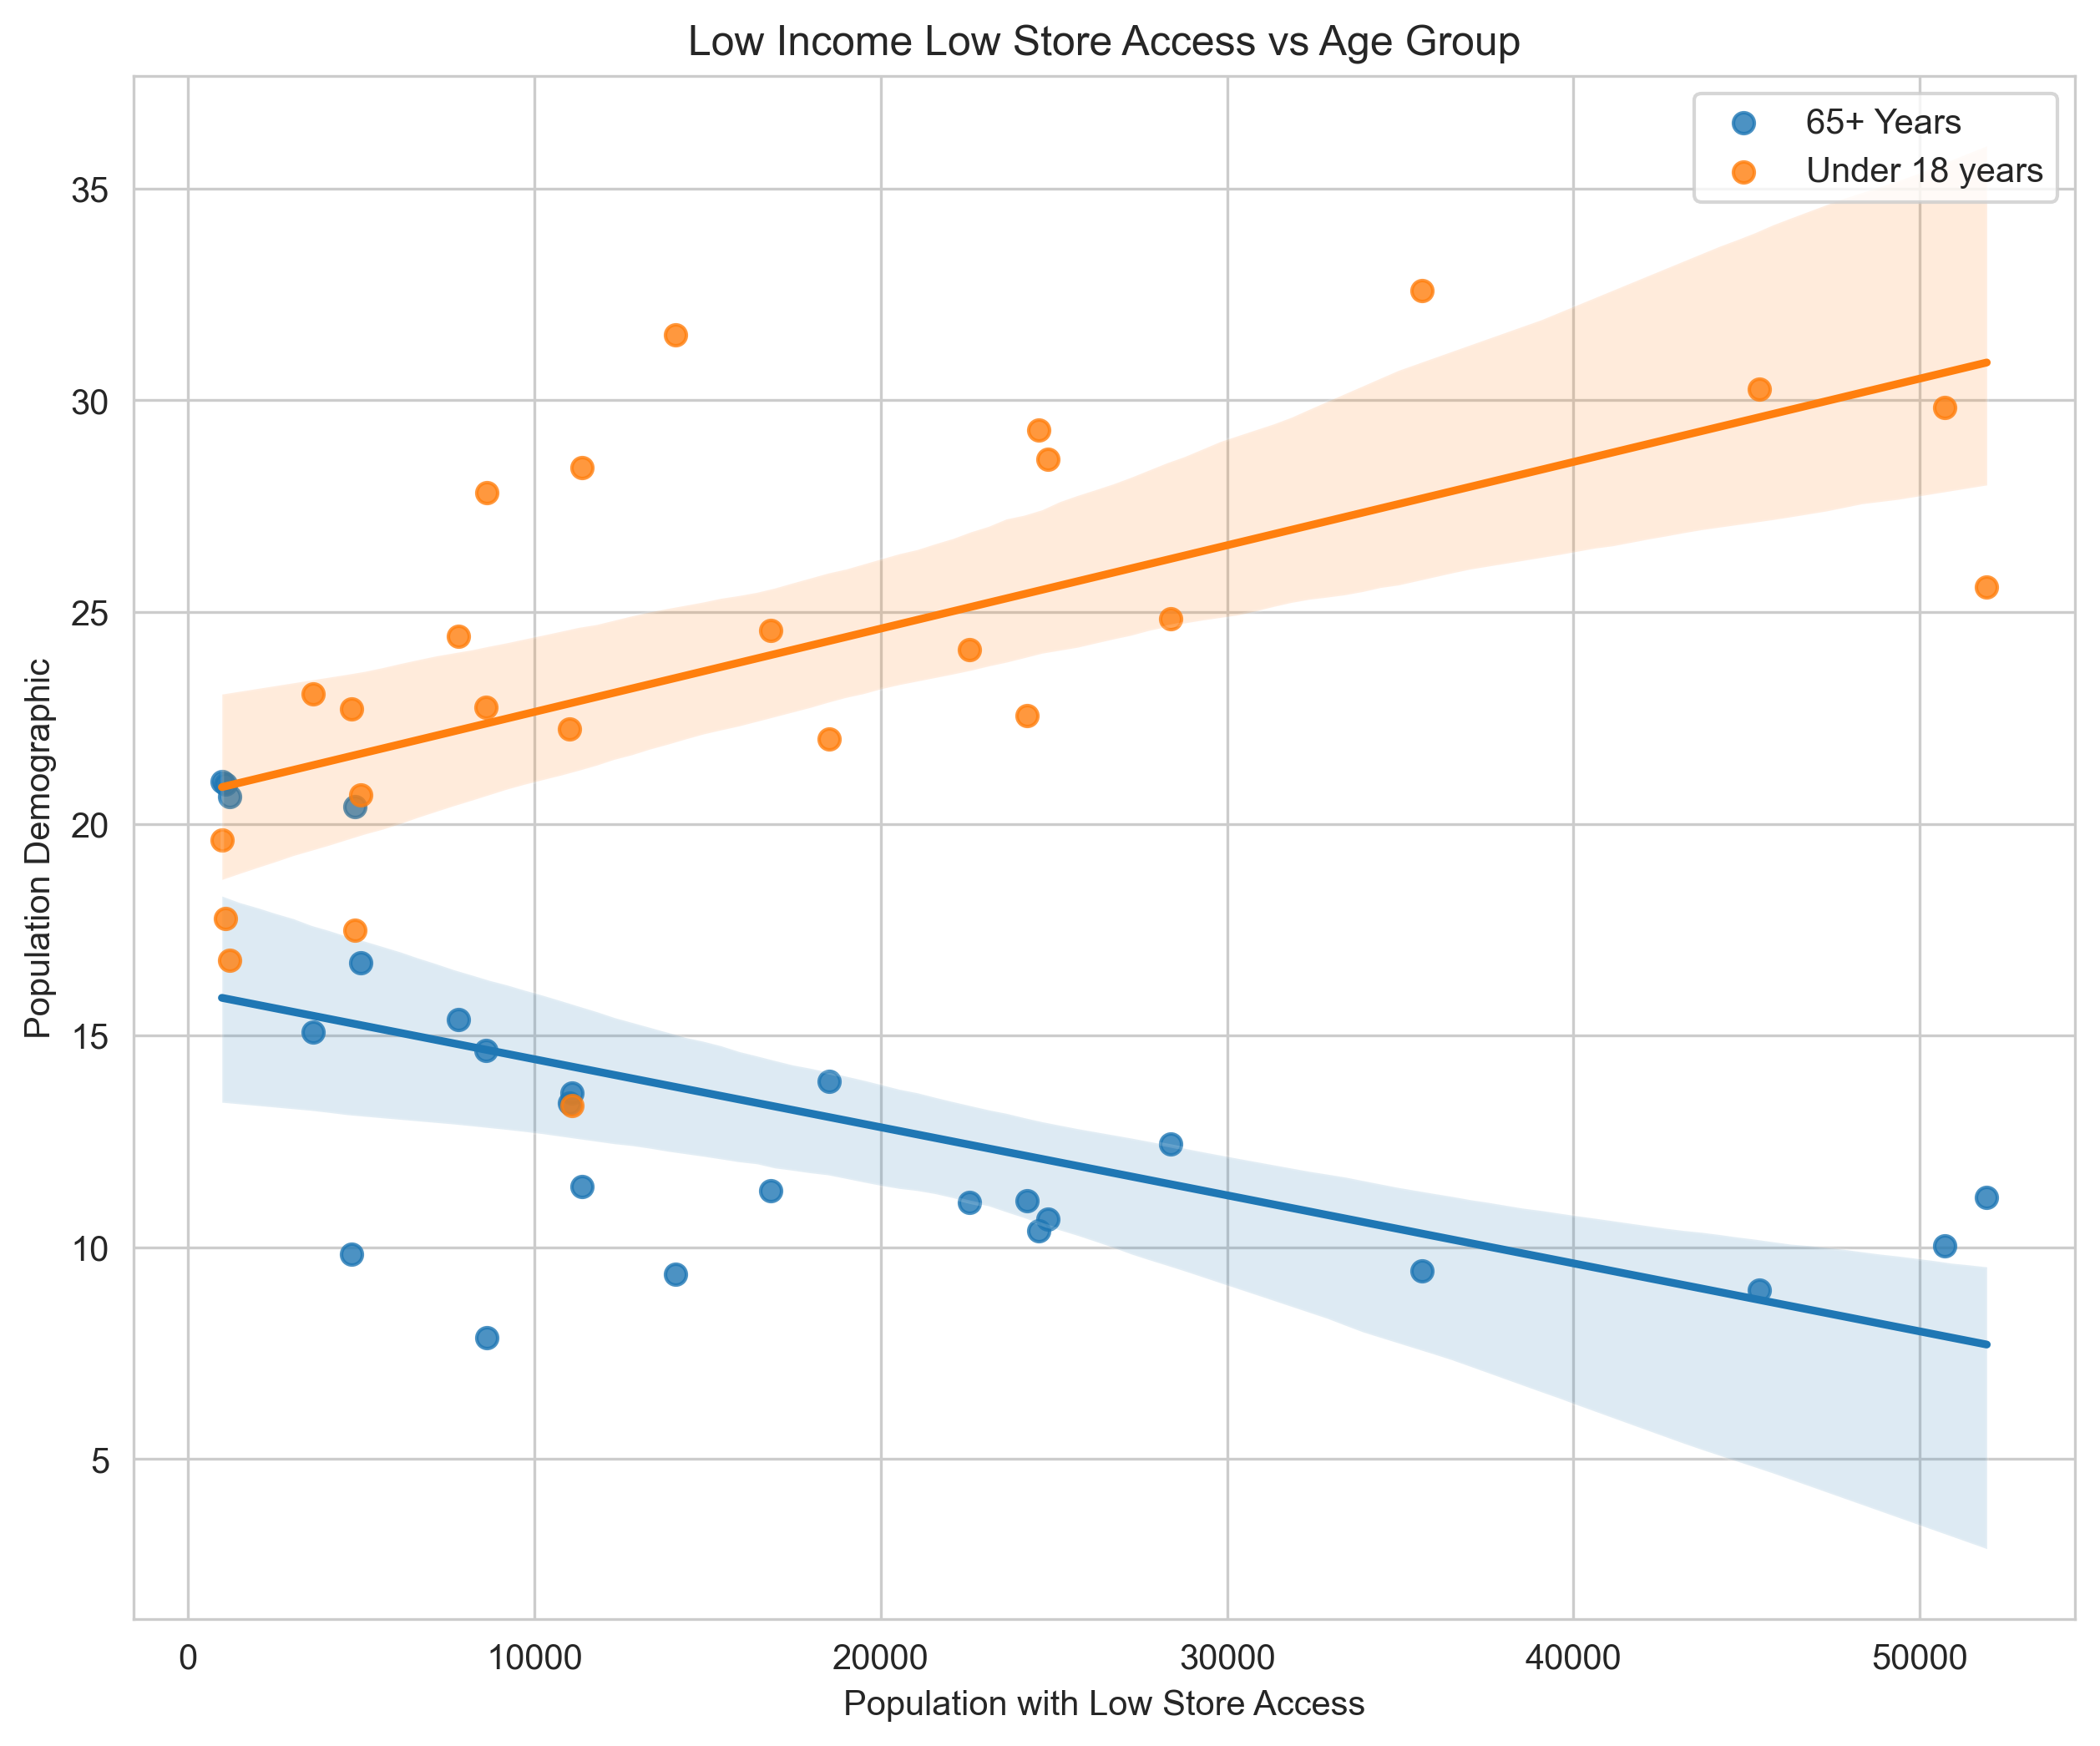 Low Income Low Store Access vs Age Group
65+ Years
Under 18 years
Population Demographic
35
30
25
20
15
10
5
0 10000 20000 30000 40000 50000
Population with Low Store Access